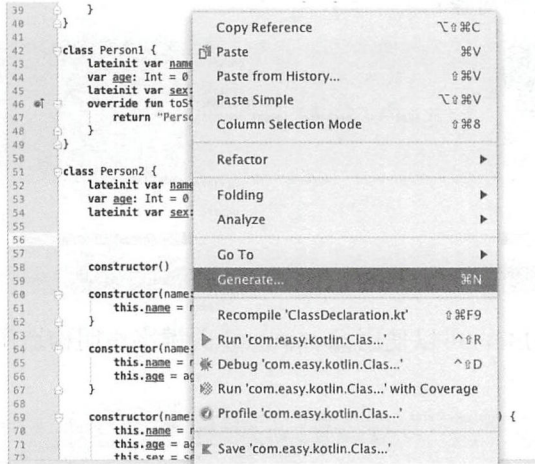 39 }
40 }
41
42 class Person1 {
43 lateinit var name
44 var age: Int = 0
45 lateinit var sex:
46 override fun toSt
47 return "Perso
48 }
49 }
50
51 class Person2 {
52 lateinit var name
53 var age: Int = 0
54 lateinit var sex:
55
56
57
58 constructor()
59
60 constructor(name:
61 this.name = n
62 }
63
64 constructor(name:
65 this.name = n
66 this.age = ag
67 }
68
69 constructor(name: ) {
70 this.name = n
71 this.age = ag
72 this.sex = se
Copy Reference ⌥⇧⌘C
Paste ⌘V
Paste from History... ⇧⌘V
Paste Simple ⌥⇧⌘V
Column Selection Mode ⇧⌘8
Refactor
Folding
Analyze
Go To
Generate... ⌘N
Recompile 'ClassDeclaration.kt' ⇧⌘F9
Run 'com.easy.kotlin.Clas...' ^⇧R
Debug 'com.easy.kotlin.Clas...' ^⇧D
Run 'com.easy.kotlin.Clas...' with Coverage
Profile 'com.easy.kotlin.Clas...'
Save 'com.easy.kotlin.Clas...'